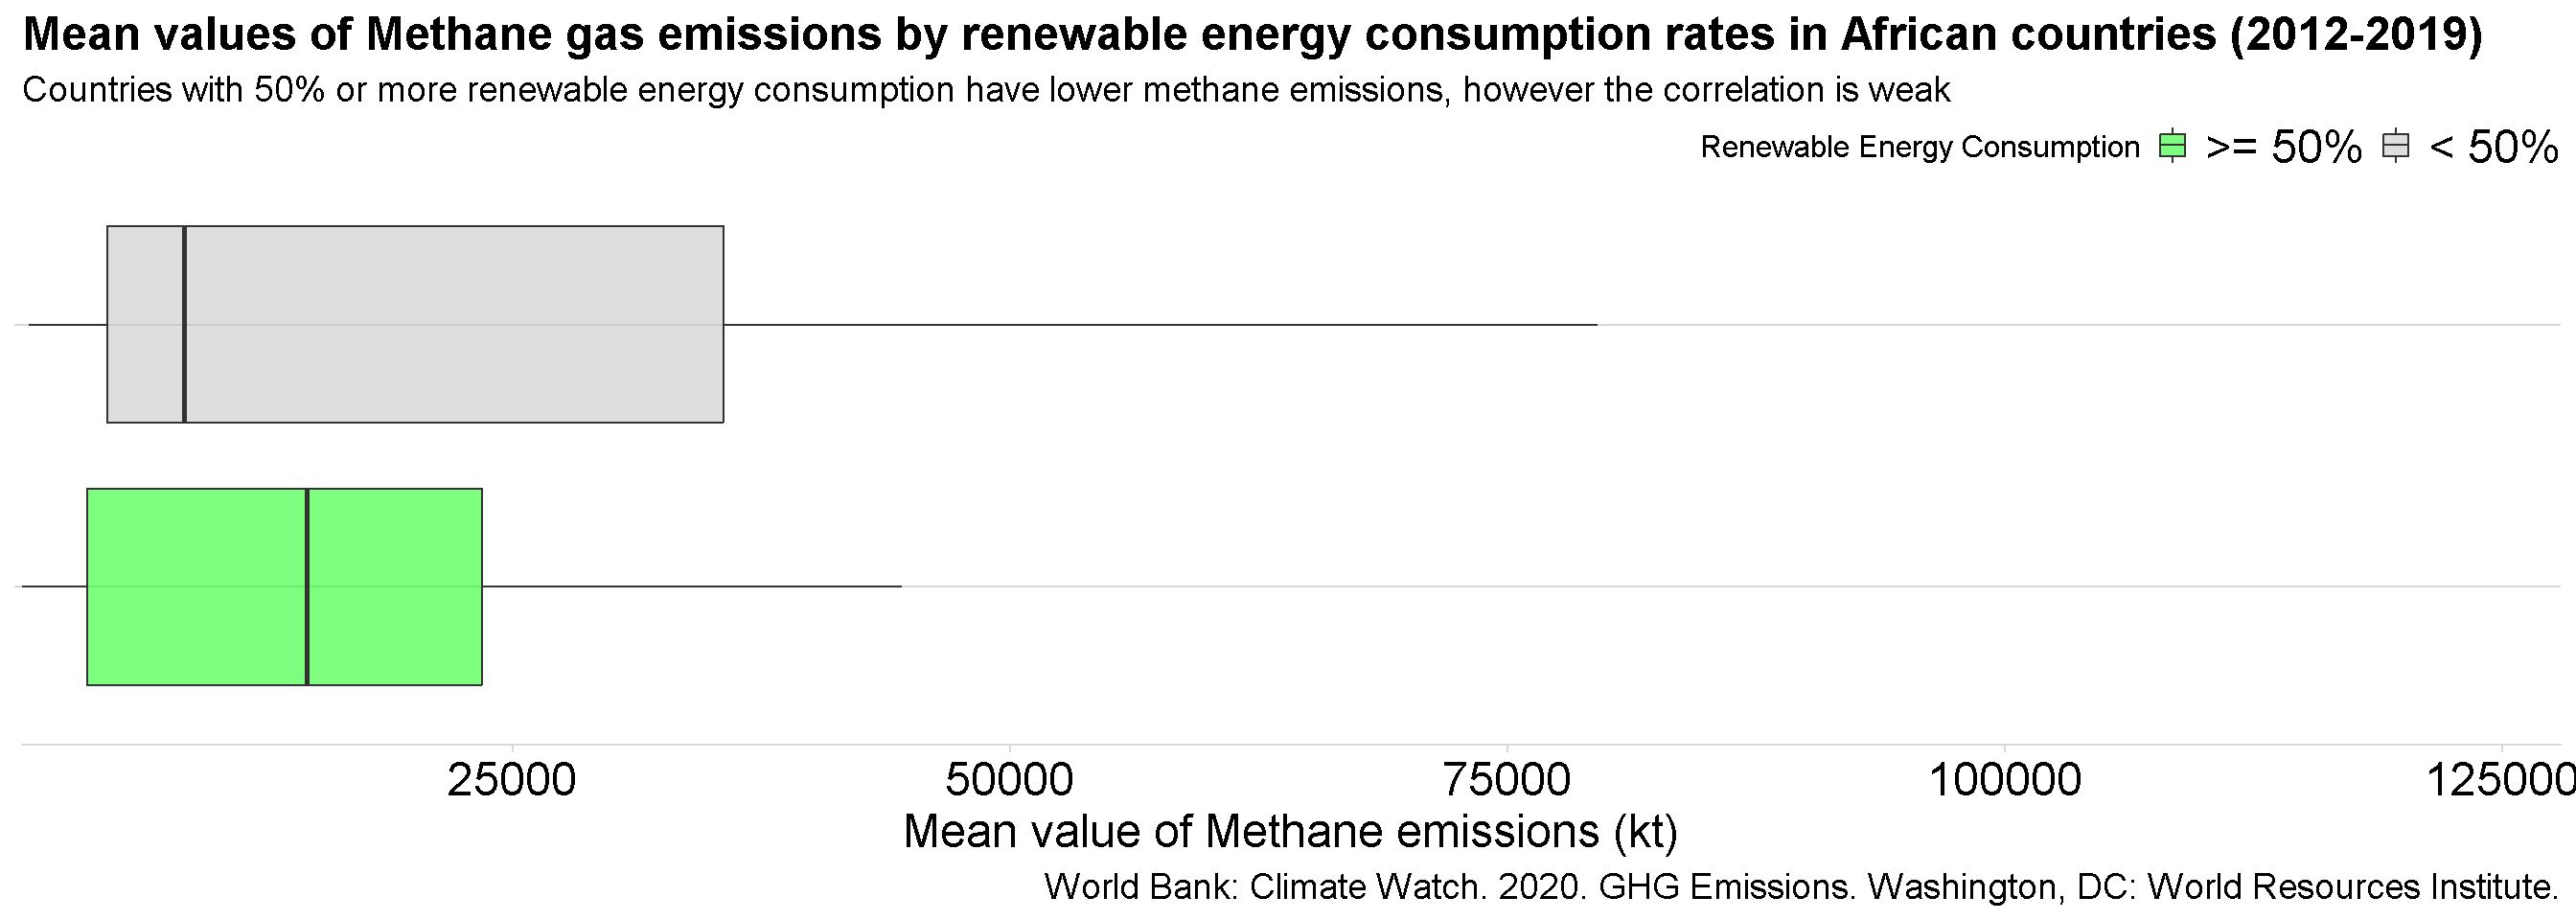 Mean values of Methane gas emissions by renewable energy consumption rates in African countries (2012-2019)
Countries with 50% or more renewable energy consumption have lower methane emissions, however the correlation is weak
Renewable Energy Consumption >= 50% < 50%
25000 50000 75000 100000 125000
Mean value of Methane emissions (kt)
World Bank: Climate Watch. 2020. GHG Emissions. Washington, DC: World Resources Institute.